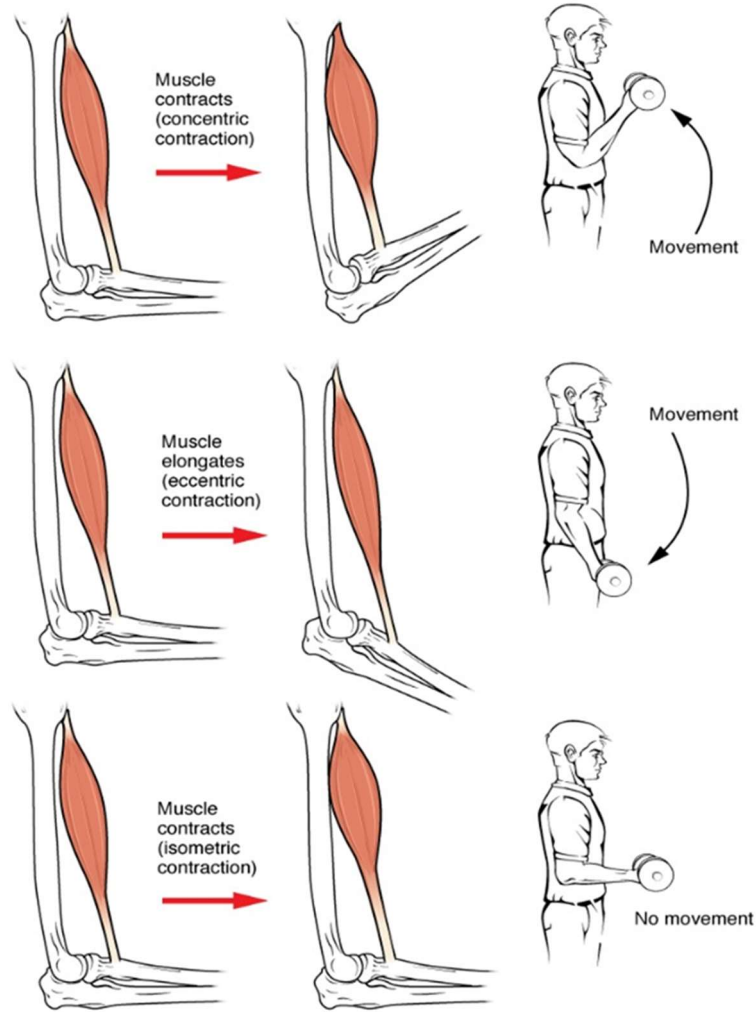 Muscle
contracts
(concentric
contraction)
Movement
Muscle
elongates
(eccentric
contraction)
Movement
Muscle
contracts
(isometric
contraction)
No movement